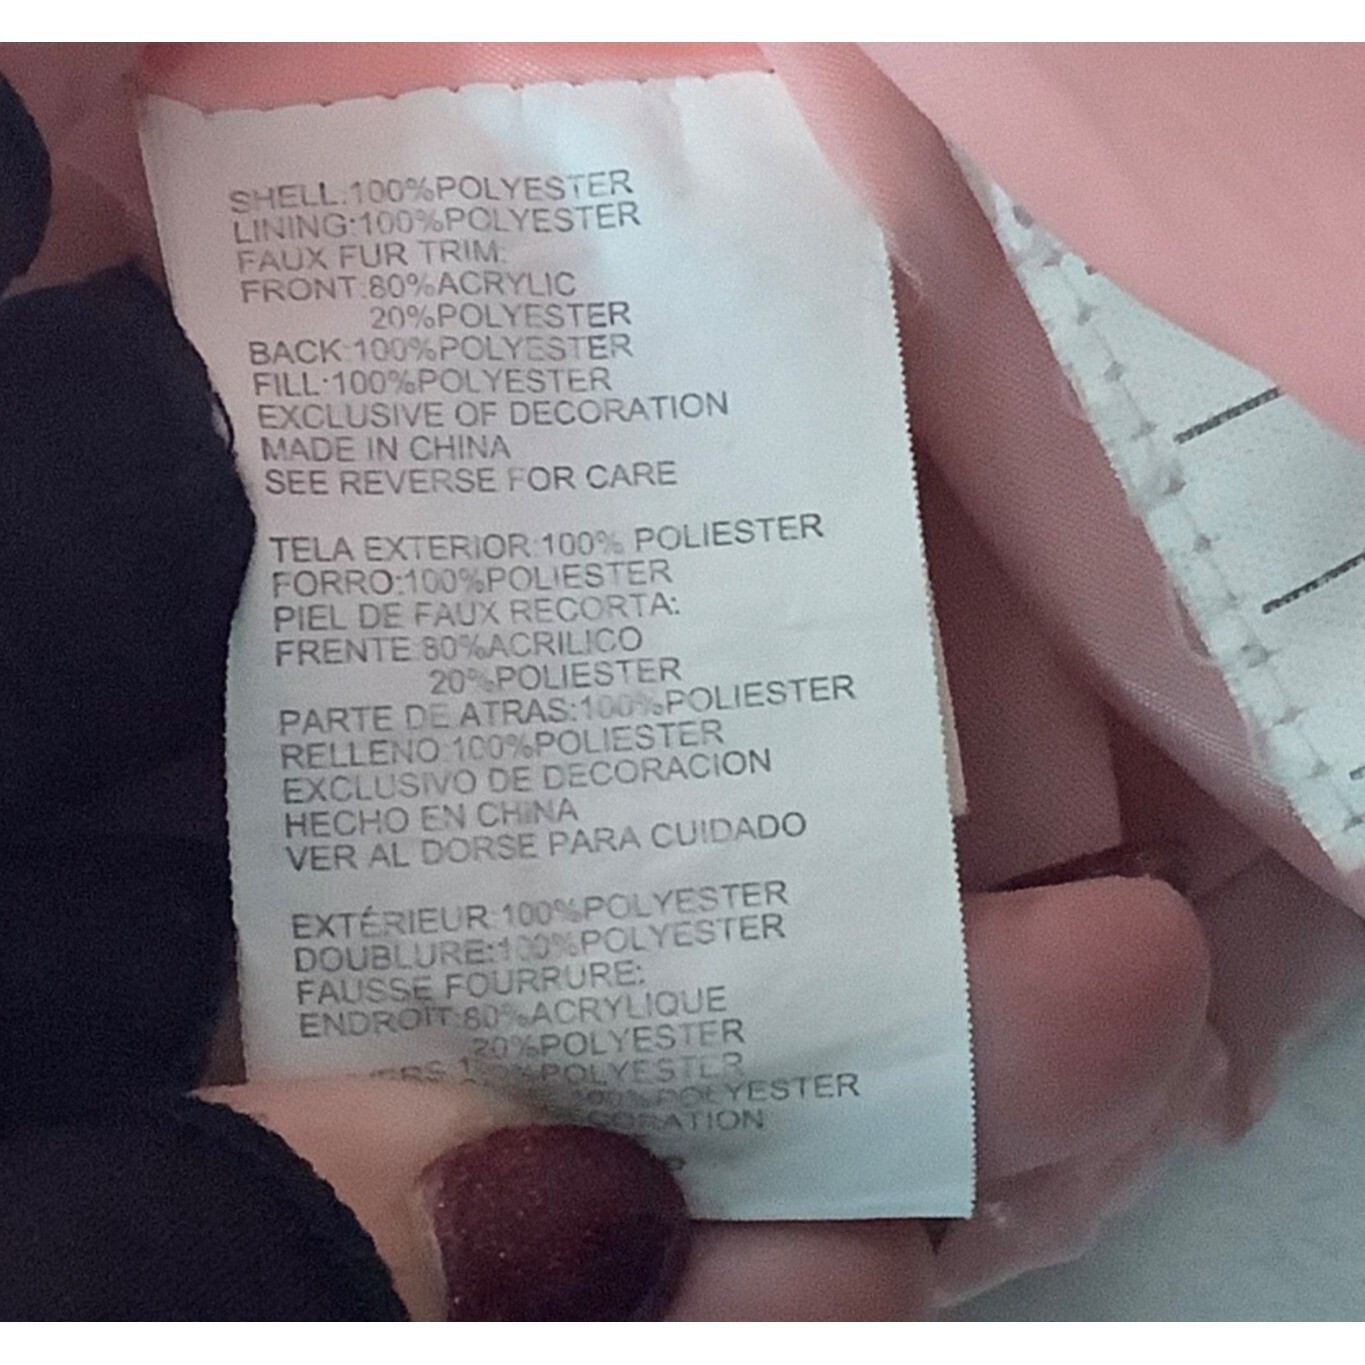 SHELL:100%POLYESTER
LINING:100%POLYESTER
FAUX FUR TRIM:
FRONT:80%ACRYLIC
20%POLYESTER
BACK:100%POLYESTER
FILL:100%POLYESTER
EXCLUSIVE OF DECORATION
MADE IN CHINA
SEE REVERSE FOR CARE
TELA EXTERIOR:100% POLIESTER
FORRO:100%POLIESTER
PIEL DE FAUX RECORTA:
FRENTE:80%ACRILICO
20%POLIESTER
PARTE DE ATRAS:100%POLIESTER
RELLENO:100%POLIESTER
EXCLUSIVO DE DECORACION
HECHO EN CHINA
VER AL DORSE PARA CUIDADO
EXTÉRIEUR:100%POLYESTER
DOUBLURE:100%POLYESTER
FAUSSE FOURRURE:
ENDROIT:80%ACRYLIQUE
20%POLYESTER
POLYESTER
100%POLYESTER